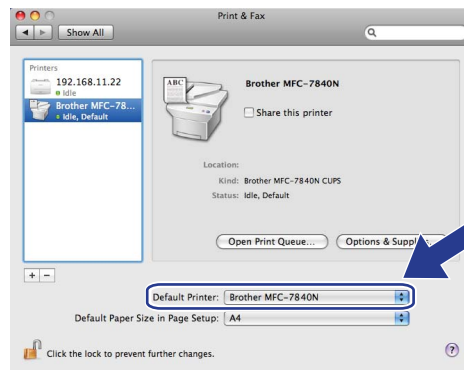 Print & Fax
Show All
Printers
192.168.11.22
Idle
Brother MFC-78...
Idle, Default
ABC
Brother MFC-7840N
Share this printer
Location:
Kind: Brother MFC-7840N CUPS
Status: Idle, Default
Open Print Queue...
Options & Supplies...
+ -
Default Printer: Brother MFC-7840N
Default Paper Size in Page Setup: A4
Click the lock to prevent further changes.
?